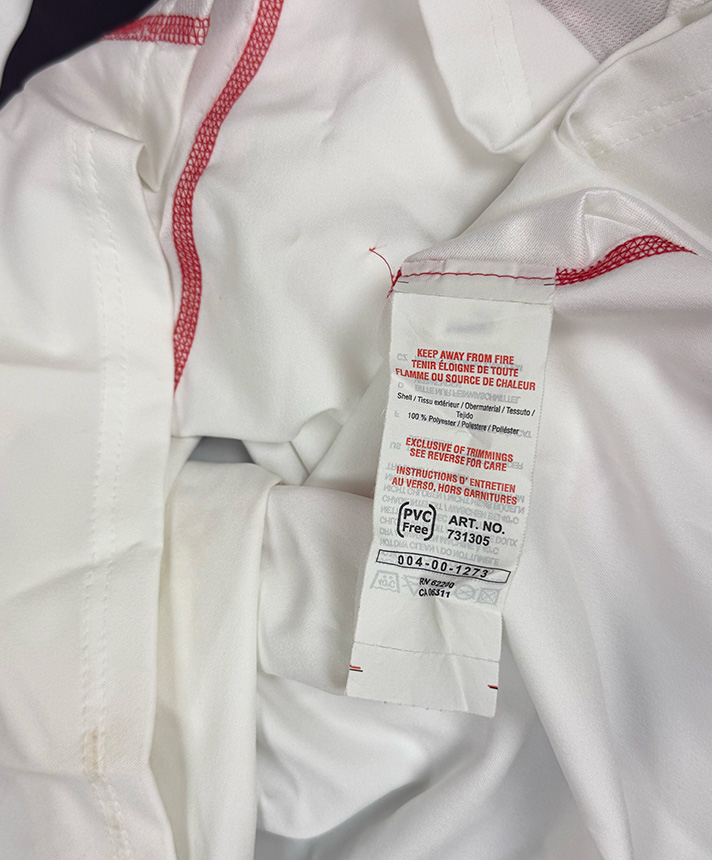 KEEP AWAY FROM FIRE
TENIR ÉLOIGNE DE TOUTE
FLAMME OU SOURCE DE CHALEUR
Shell / Tissu extérieur / Obermaterial / Tessuto /
Tejido
100 % Polyester / Poliestere / Poliéster
EXCLUSIVE OF TRIMMINGS
SEE REVERSE FOR CARE
INSTRUCTIONS D' ENTRETIEN
AU VERSO, HORS GARNITURES
PVC
Free
ART. NO.
731305
004-00-1273
RN 62290
CA 06311